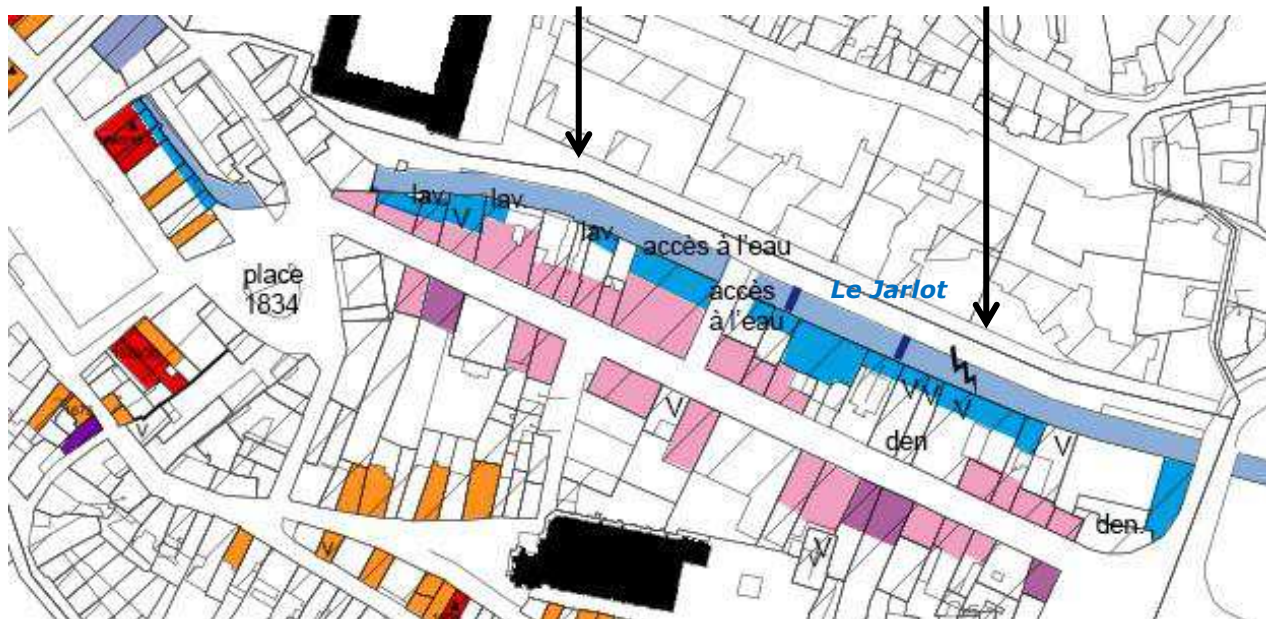 lav.
V
lav.
lav
accès à l'eau
accès
à l'eau
Le Jarlot
place
1834
V
V
V
V
V
den
den.
V
V
V